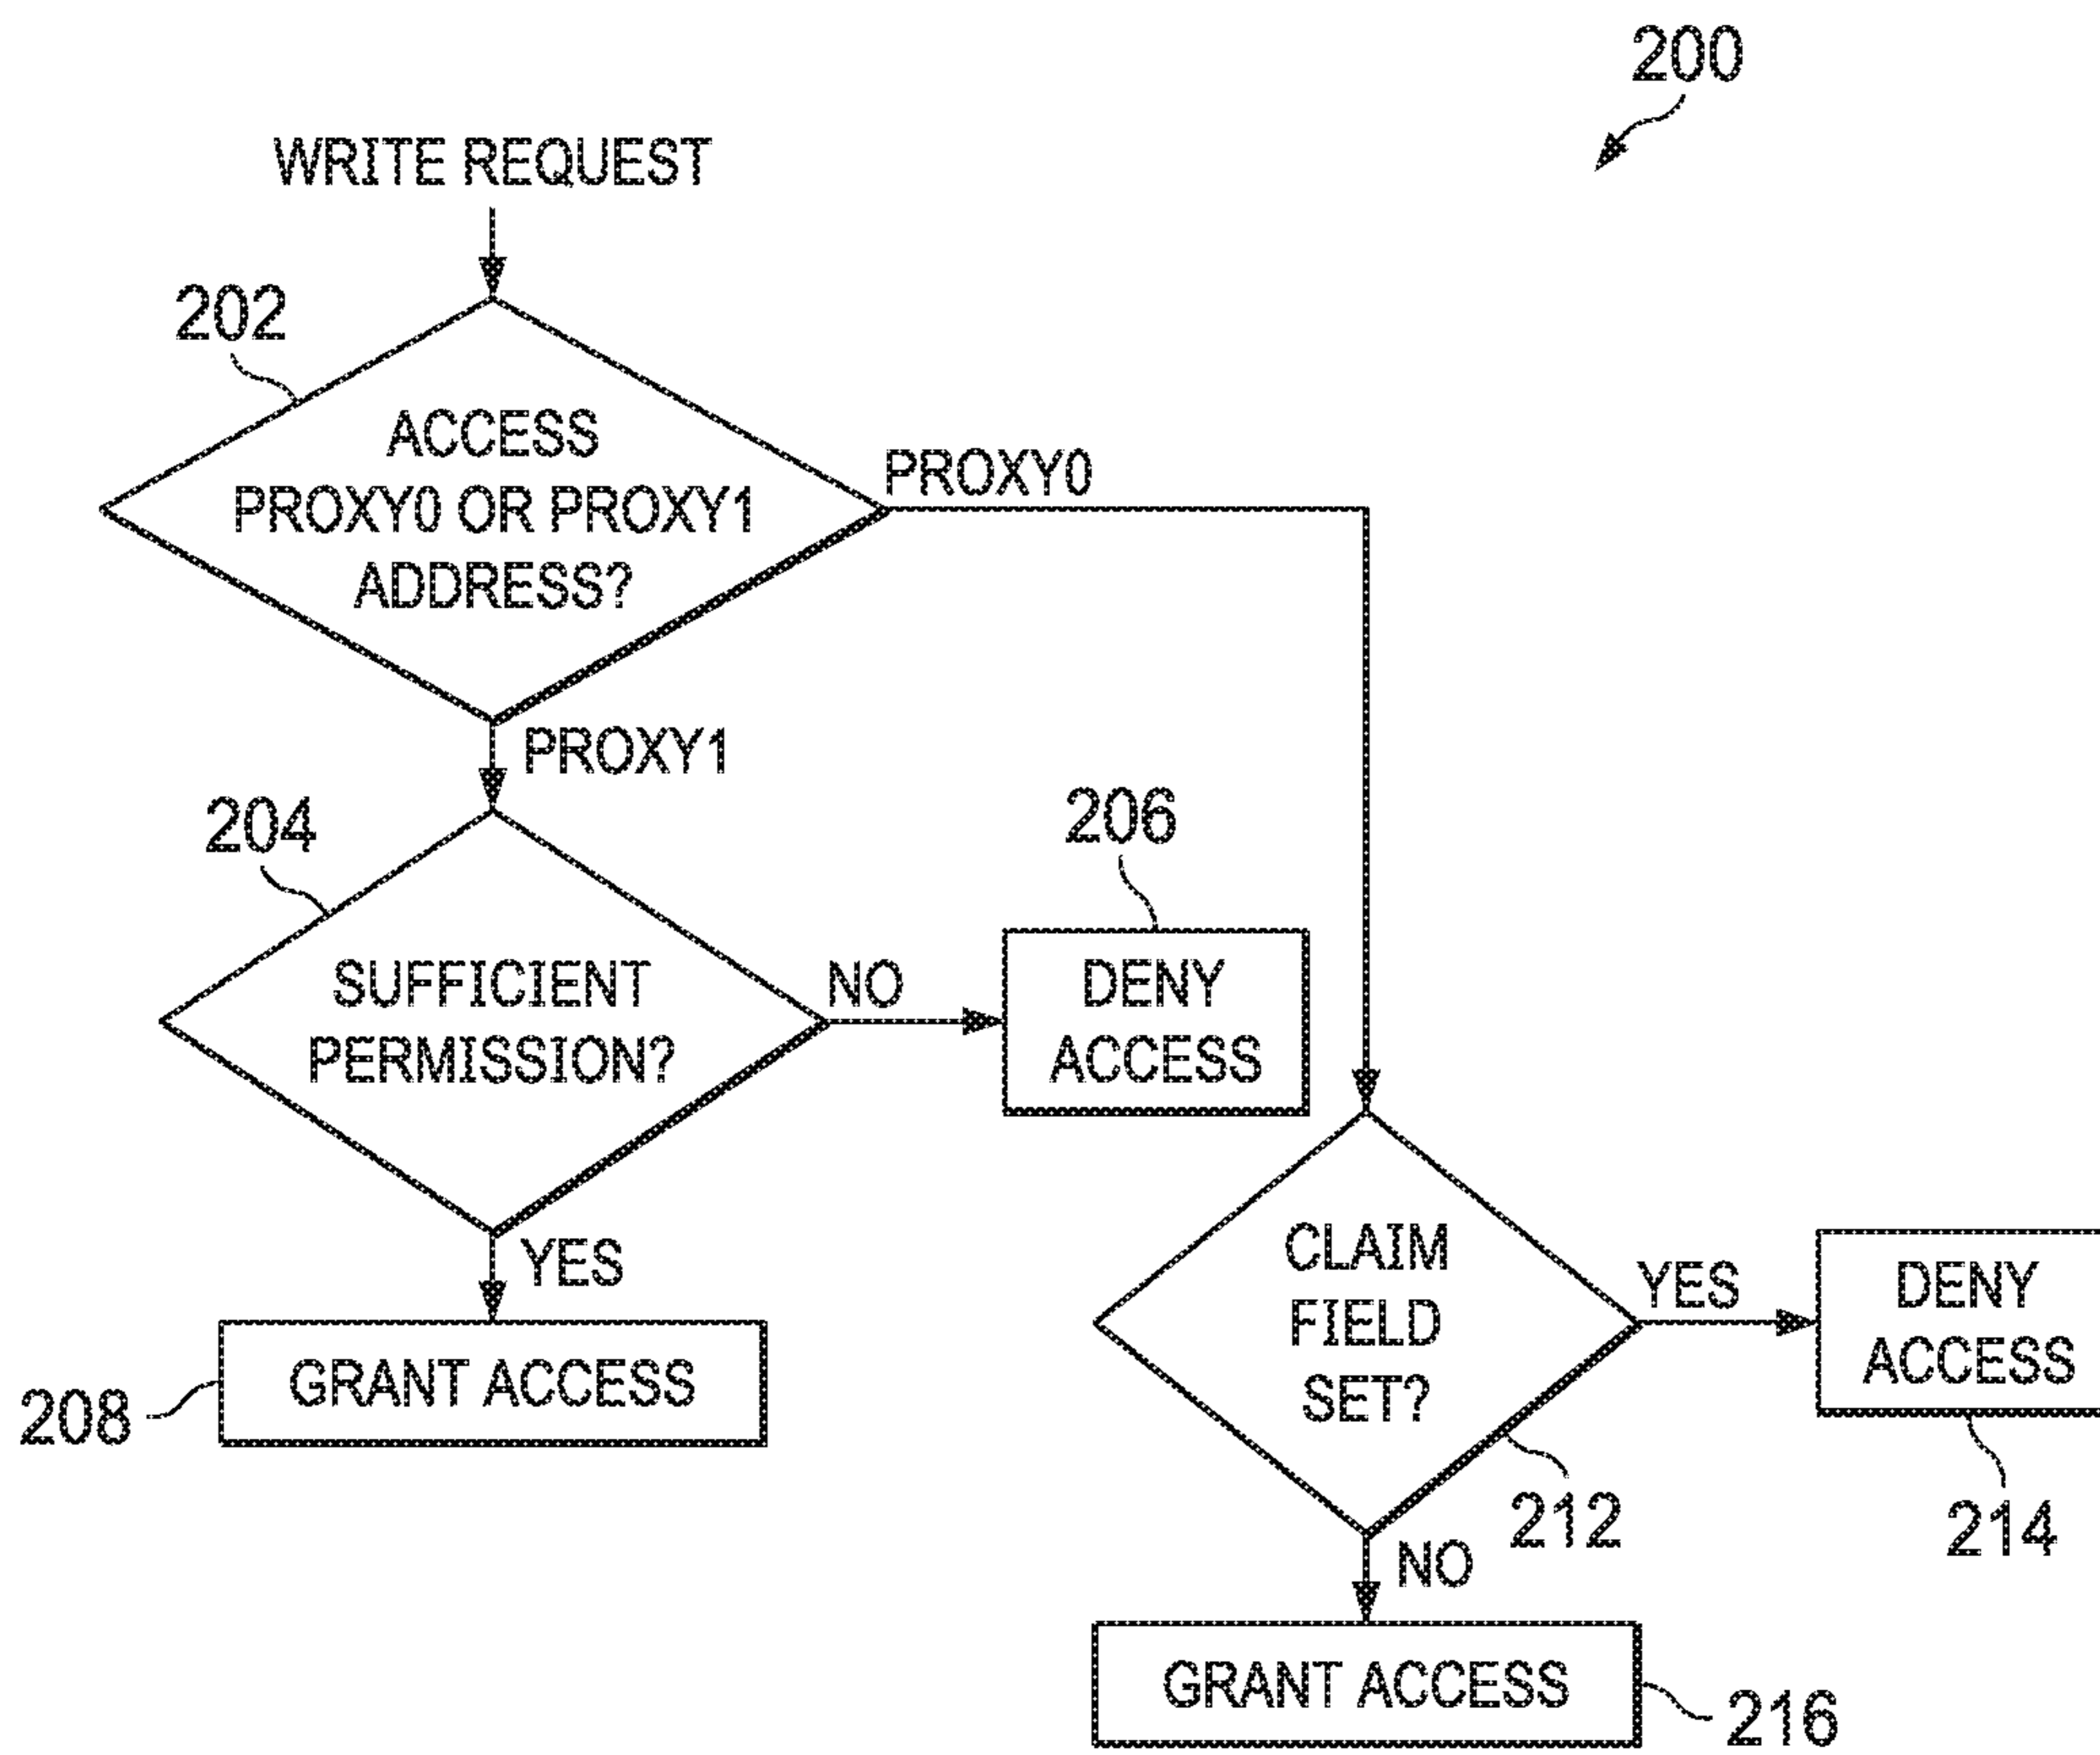 200
WRITE REQUEST
202
ACCESS
PROXY0 OR PROXY1
ADDRESS?
PROXY0
PROXY1
204
SUFFICIENT
PERMISSION?
NO
206
DENY
ACCESS
YES
208
GRANT ACCESS
CLAIM
FIELD
SET?
212
YES
DENY
ACCESS
214
NO
GRANT ACCESS
216